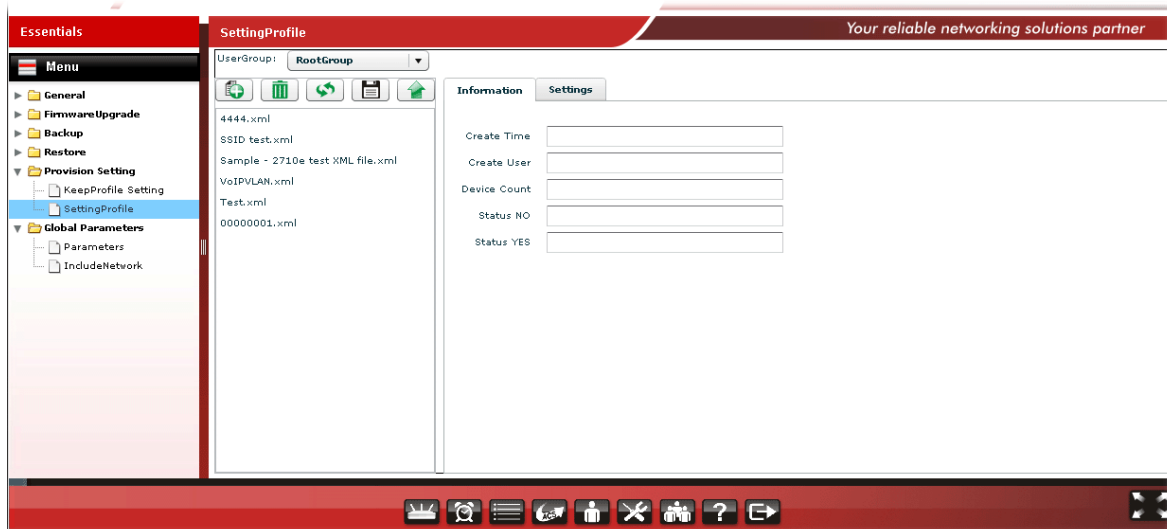 Essentials
SettingProfile
Your reliable networking solutions partner
Menu
General
FirmwareUpgrade
Backup
Restore
Provision Setting
KeepProfile Setting
SettingProfile
Global Parameters
Parameters
IncludeNetwork
UserGroup:
RootGroup
4444.xml
SSID test.xml
Sample - 2710e test XML file.xml
VoIPVLAN.xml
Test.xml
00000001.xml
Information
Settings
Create Time
Create User
Device Count
Status NO
Status YES